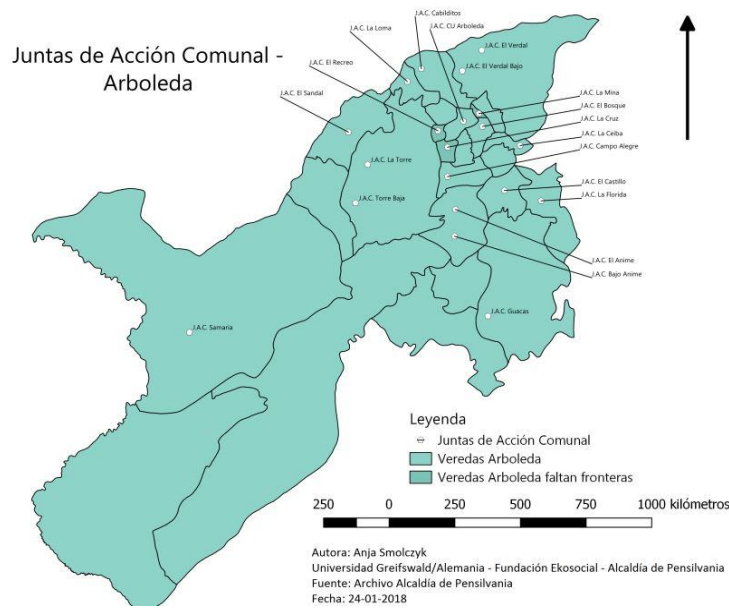 Juntas de Acción Comunal -
Arboleda
J.A.C. Cabilditos
J.A.C. CU Arboleda
J.A.C. La Loma
J.A.C. El Verdal
J.A.C. El Recreo
J.A.C. El Verdal Bajo
J.A.C. El Sandal
J.A.C. La Mina
J.A.C. El Bosque
J.A.C. La Cruz
J.A.C. La Ceiba
J.A.C. Campo Alegre
J.A.C. La Torre
J.A.C. El Castillo
J.A.C. La Florida
J.A.C. Torre Baja
J.A.C. El Anime
J.A.C. Bajo Anime
J.A.C. Guacas
J.A.C. Samaria
Leyenda
Juntas de Acción Comunal
Veredas Arboleda
Veredas Arboleda faltan fronteras
250 0 250 500 750 1000 kilómetros
Autora: Anja Smolczyk
Universidad Greifswald/Alemania - Fundación Ekosocial - Alcaldía de Pensilvania
Fuente: Archivo Alcaldía de Pensilvania
Fecha: 24-01-2018